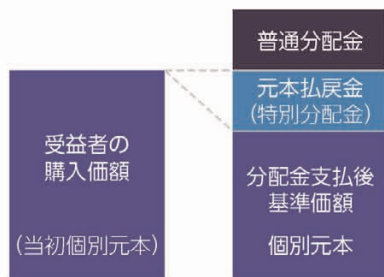 受益者の
購入価額
(当初個別元本)
普通分配金
元本払戻金
(特別分配金)
分配金支払後
基準価額
個別元本